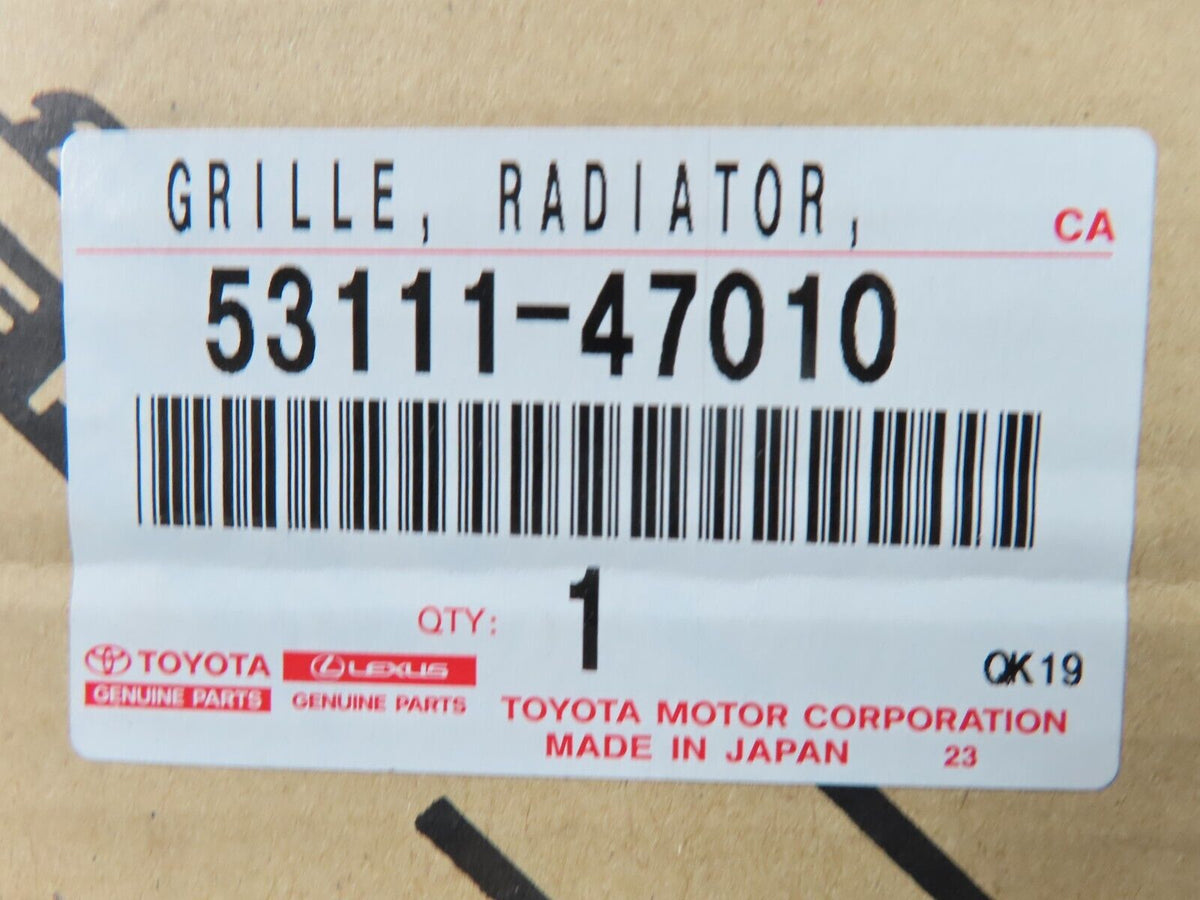 GRILLE, RADIATOR,
CA
53111-47010
QTY: 1
QK19
TOYOTA
GENUINE PARTS
LEXUS
GENUINE PARTS
TOYOTA MOTOR CORPORATION
MADE IN JAPAN 23